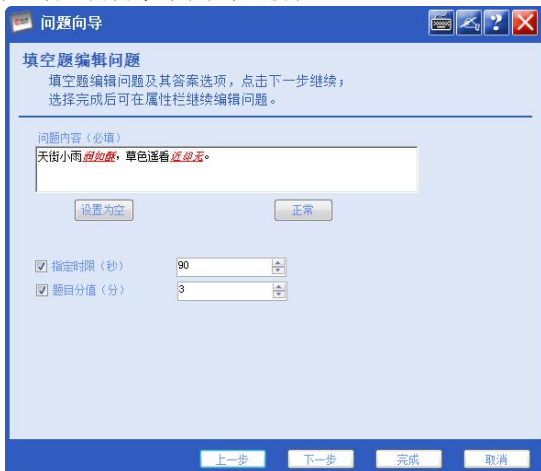 问题向导
填空题编辑问题
填空题编辑问题及其答案选项，点击下一步继续；
选择完成后可在属性栏继续编辑问题。
问题内容（必填）
天街小雨润如酥，草色遥看近却无。
设置为空 正常
指定时限（秒） 90
题目分值（分） 3
上一步 下一步 完成 取消